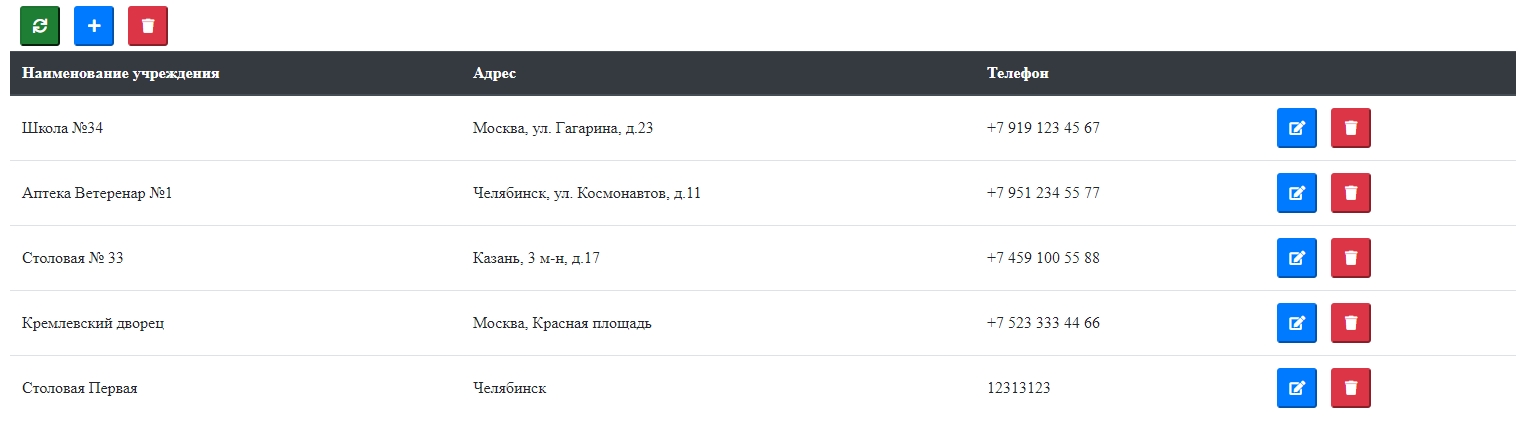 Наименование учреждения Адрес Телефон
Школа №34 Москва, ул. Гагарина, д.23 +7 919 123 45 67
Аптека Ветеренар №1 Челябинск, ул. Космонавтов, д.11 +7 951 234 55 77
Столовая № 33 Казань, 3 м-н, д.17 +7 459 100 55 88
Кремлевский дворец Москва, Красная площадь +7 523 333 44 66
Столовая Первая Челябинск 12313123